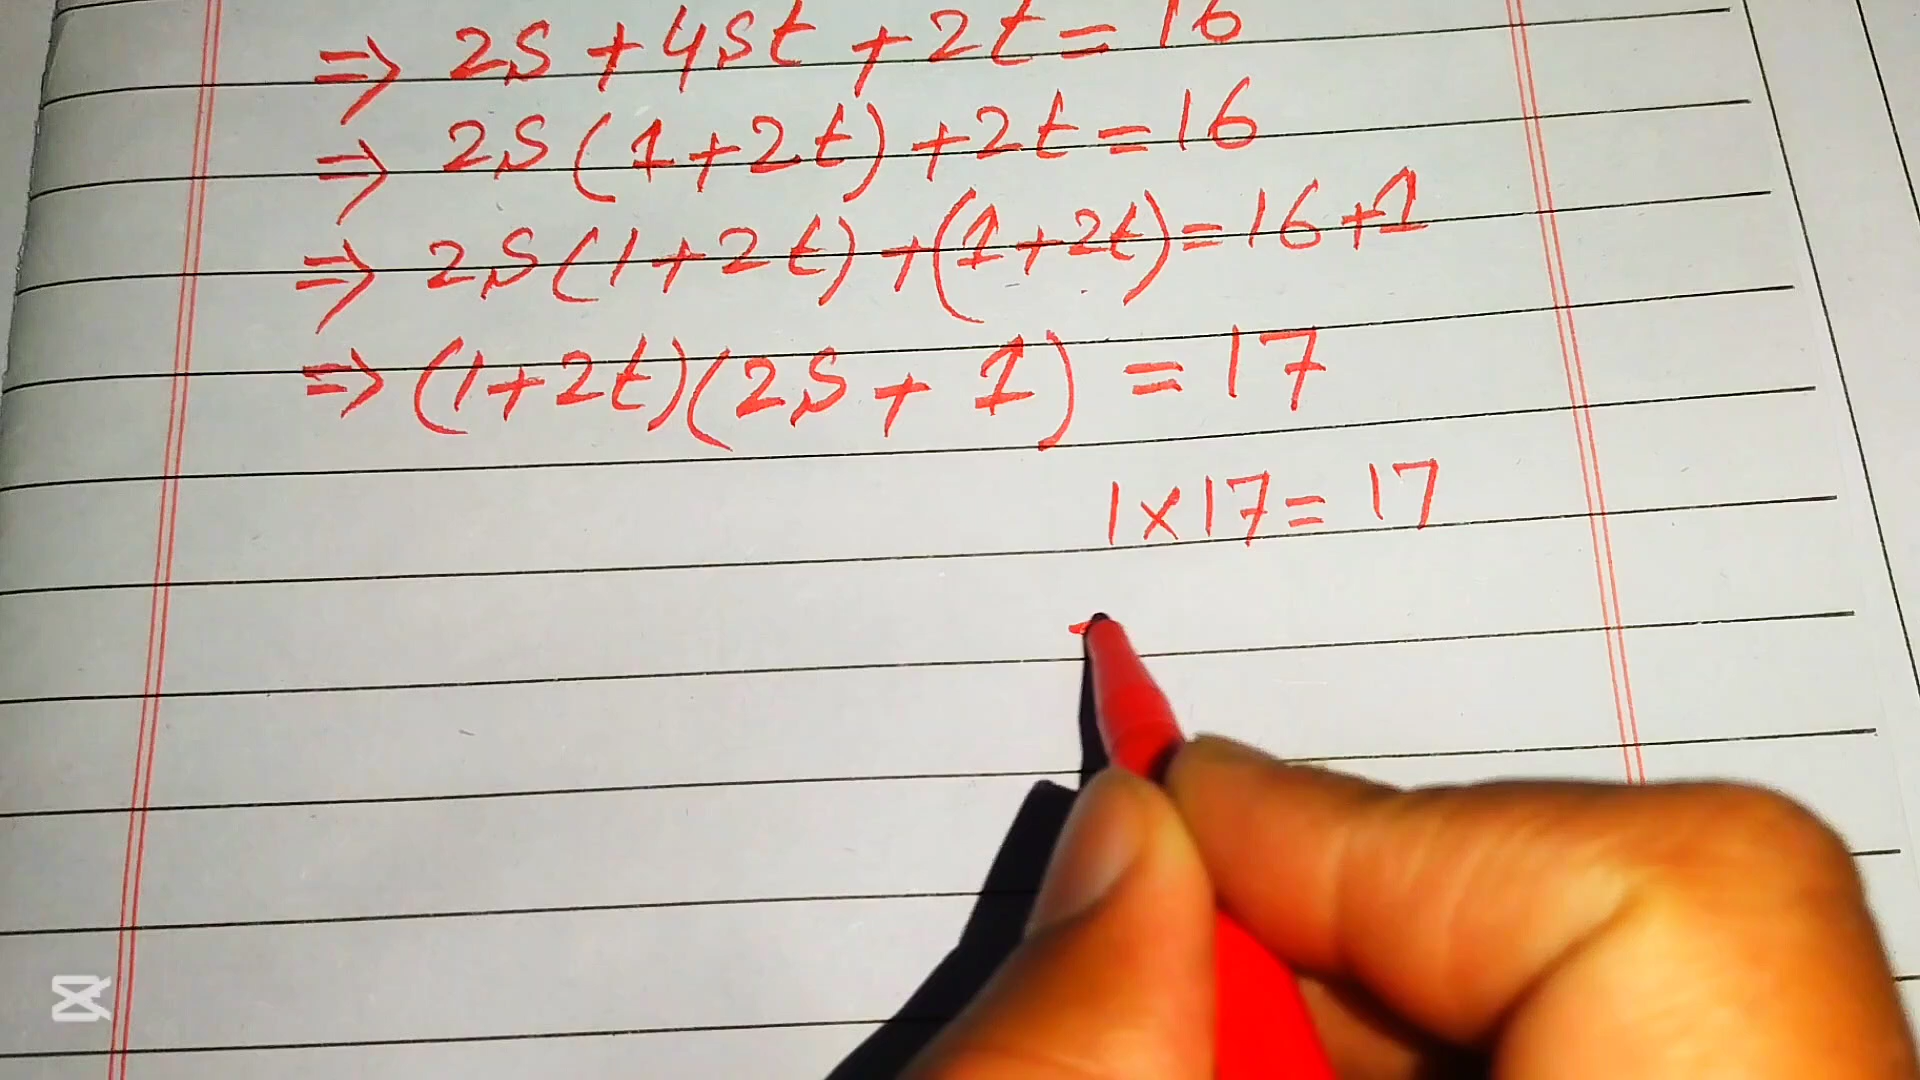 ⇒ 2s + 4st + 2t = 16
⇒ 2s(1+2t) + 2t = 16
⇒ 2s(1+2t) + (1+2t) = 16+1
⇒ (1+2t)(2s + 1) = 17
1×17 = 17